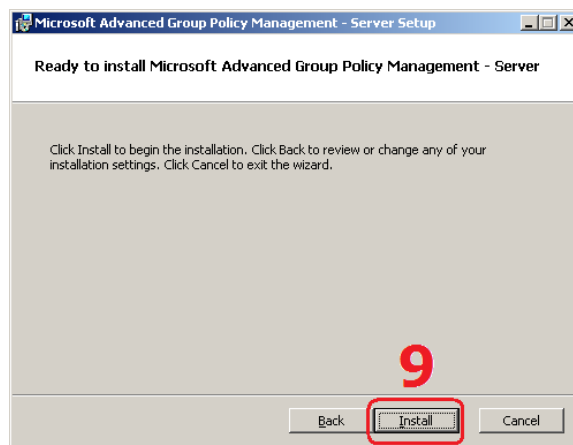 Microsoft Advanced Group Policy Management - Server Setup
Ready to install Microsoft Advanced Group Policy Management - Server
Click Install to begin the installation. Click Back to review or change any of your
installation settings. Click Cancel to exit the wizard.
9
Back Install Cancel